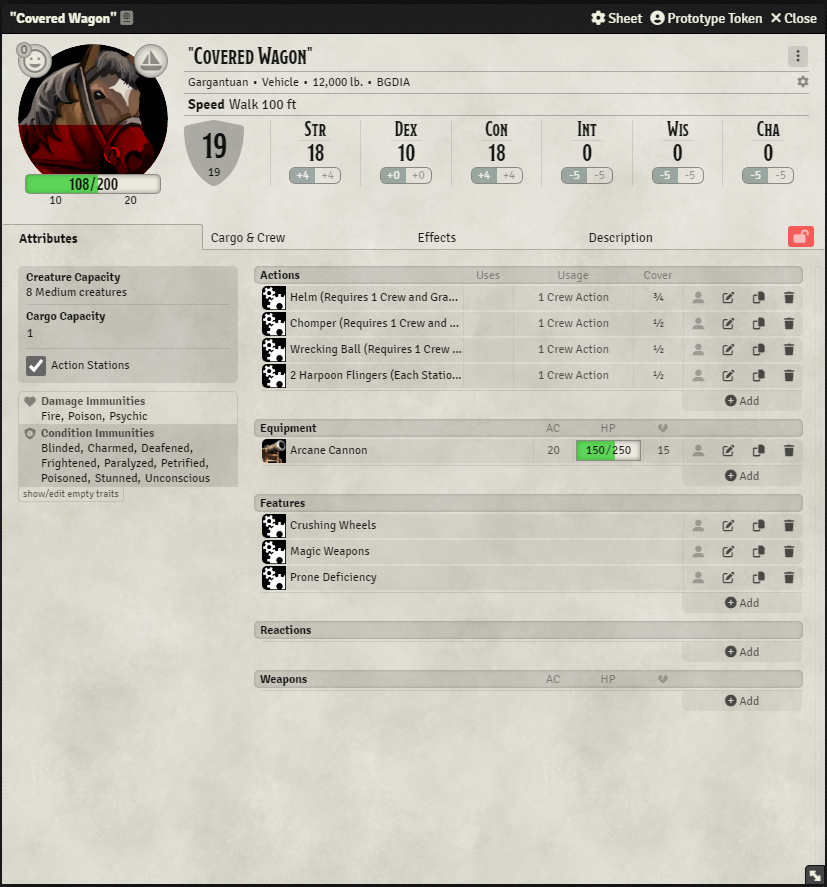 "Covered Wagon" Sheet Prototype Token Close
0
"Covered Wagon"
Gargantuan • Vehicle • 12,000 lb. • BGDIA
Speed Walk 100 ft
19
19
Str Dex Con Int Wis Cha
18 10 18 0 0 0
+4 +4 +0 +0 +4 +4 -5 -5 -5 -5 -5 -5
108/200
10 20
Attributes Cargo & Crew Effects Description
Creature Capacity
8 Medium creatures
Cargo Capacity
1
Action Stations
Damage Immunities
Fire, Poison, Psychic
Condition Immunities
Blinded, Charmed, Deafened,
Frightened, Paralyzed, Petrified,
Poisoned, Stunned, Unconscious
show/edit empty traits
Actions Uses Usage Cover
Helm (Requires 1 Crew and Gra... 1 Crew Action ¾
Chomper (Requires 1 Crew and ... 1 Crew Action ½
Wrecking Ball (Requires 1 Crew ... 1 Crew Action ½
2 Harpoon Flingers (Each Statio... 1 Crew Action ½
Add
Equipment AC HP
Arcane Cannon 20 150/250 15
Add
Features
Crushing Wheels
Magic Weapons
Prone Deficiency
Add
Reactions
Add
Weapons AC HP
Add